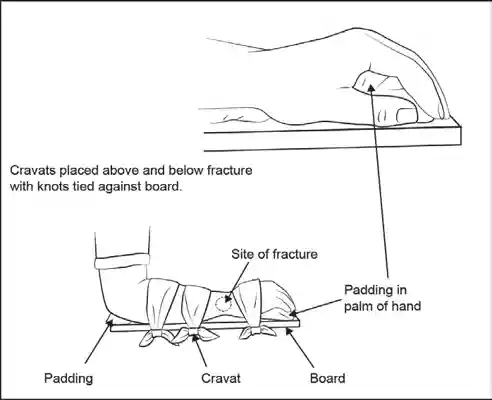 Cravats placed above and below fracture
with knots tied against board.
Site of fracture
Padding in
palm of hand
Padding
Cravat
Board